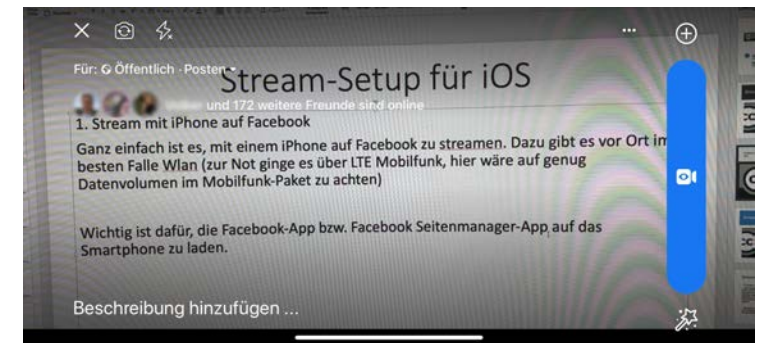 Für: Öffentlich · Posten
Stream-Setup für iOS
und 172 weitere Freunde sind online
1. Stream mit iPhone auf Facebook
Ganz einfach ist es, mit einem iPhone auf Facebook zu streamen. Dazu gibt es vor Ort im
besten Falle Wlan (zur Not ginge es über LTE Mobilfunk, hier wäre auf genug
Datenvolumen im Mobilfunk-Paket zu achten)
Wichtig ist dafür, die Facebook-App bzw. Facebook Seitenmanager-App auf das
Smartphone zu laden.
Beschreibung hinzufügen ...